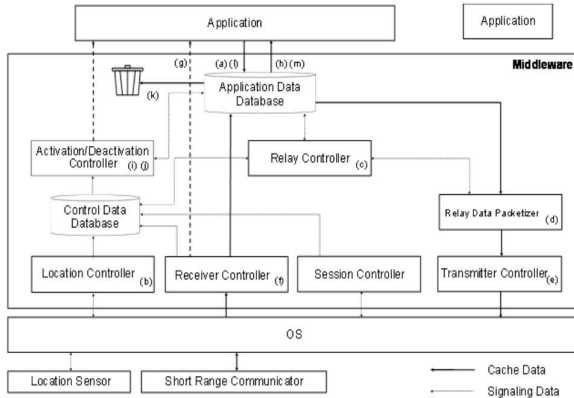 Application
Application
Middleware
(g)
(a) (l)
(h) (m)
(k)
Application Data
Database
Activation/Deactivation
Controller
(i) (j)
Relay Controller
(c)
Control Data
Database
Relay Data Packetizer
(d)
Location Controller
(b)
Receiver Controller
(f)
Session Controller
Transmitter Controller
(e)
OS
Location Sensor
Short Range Communicator
Cache Data
Signaling Data